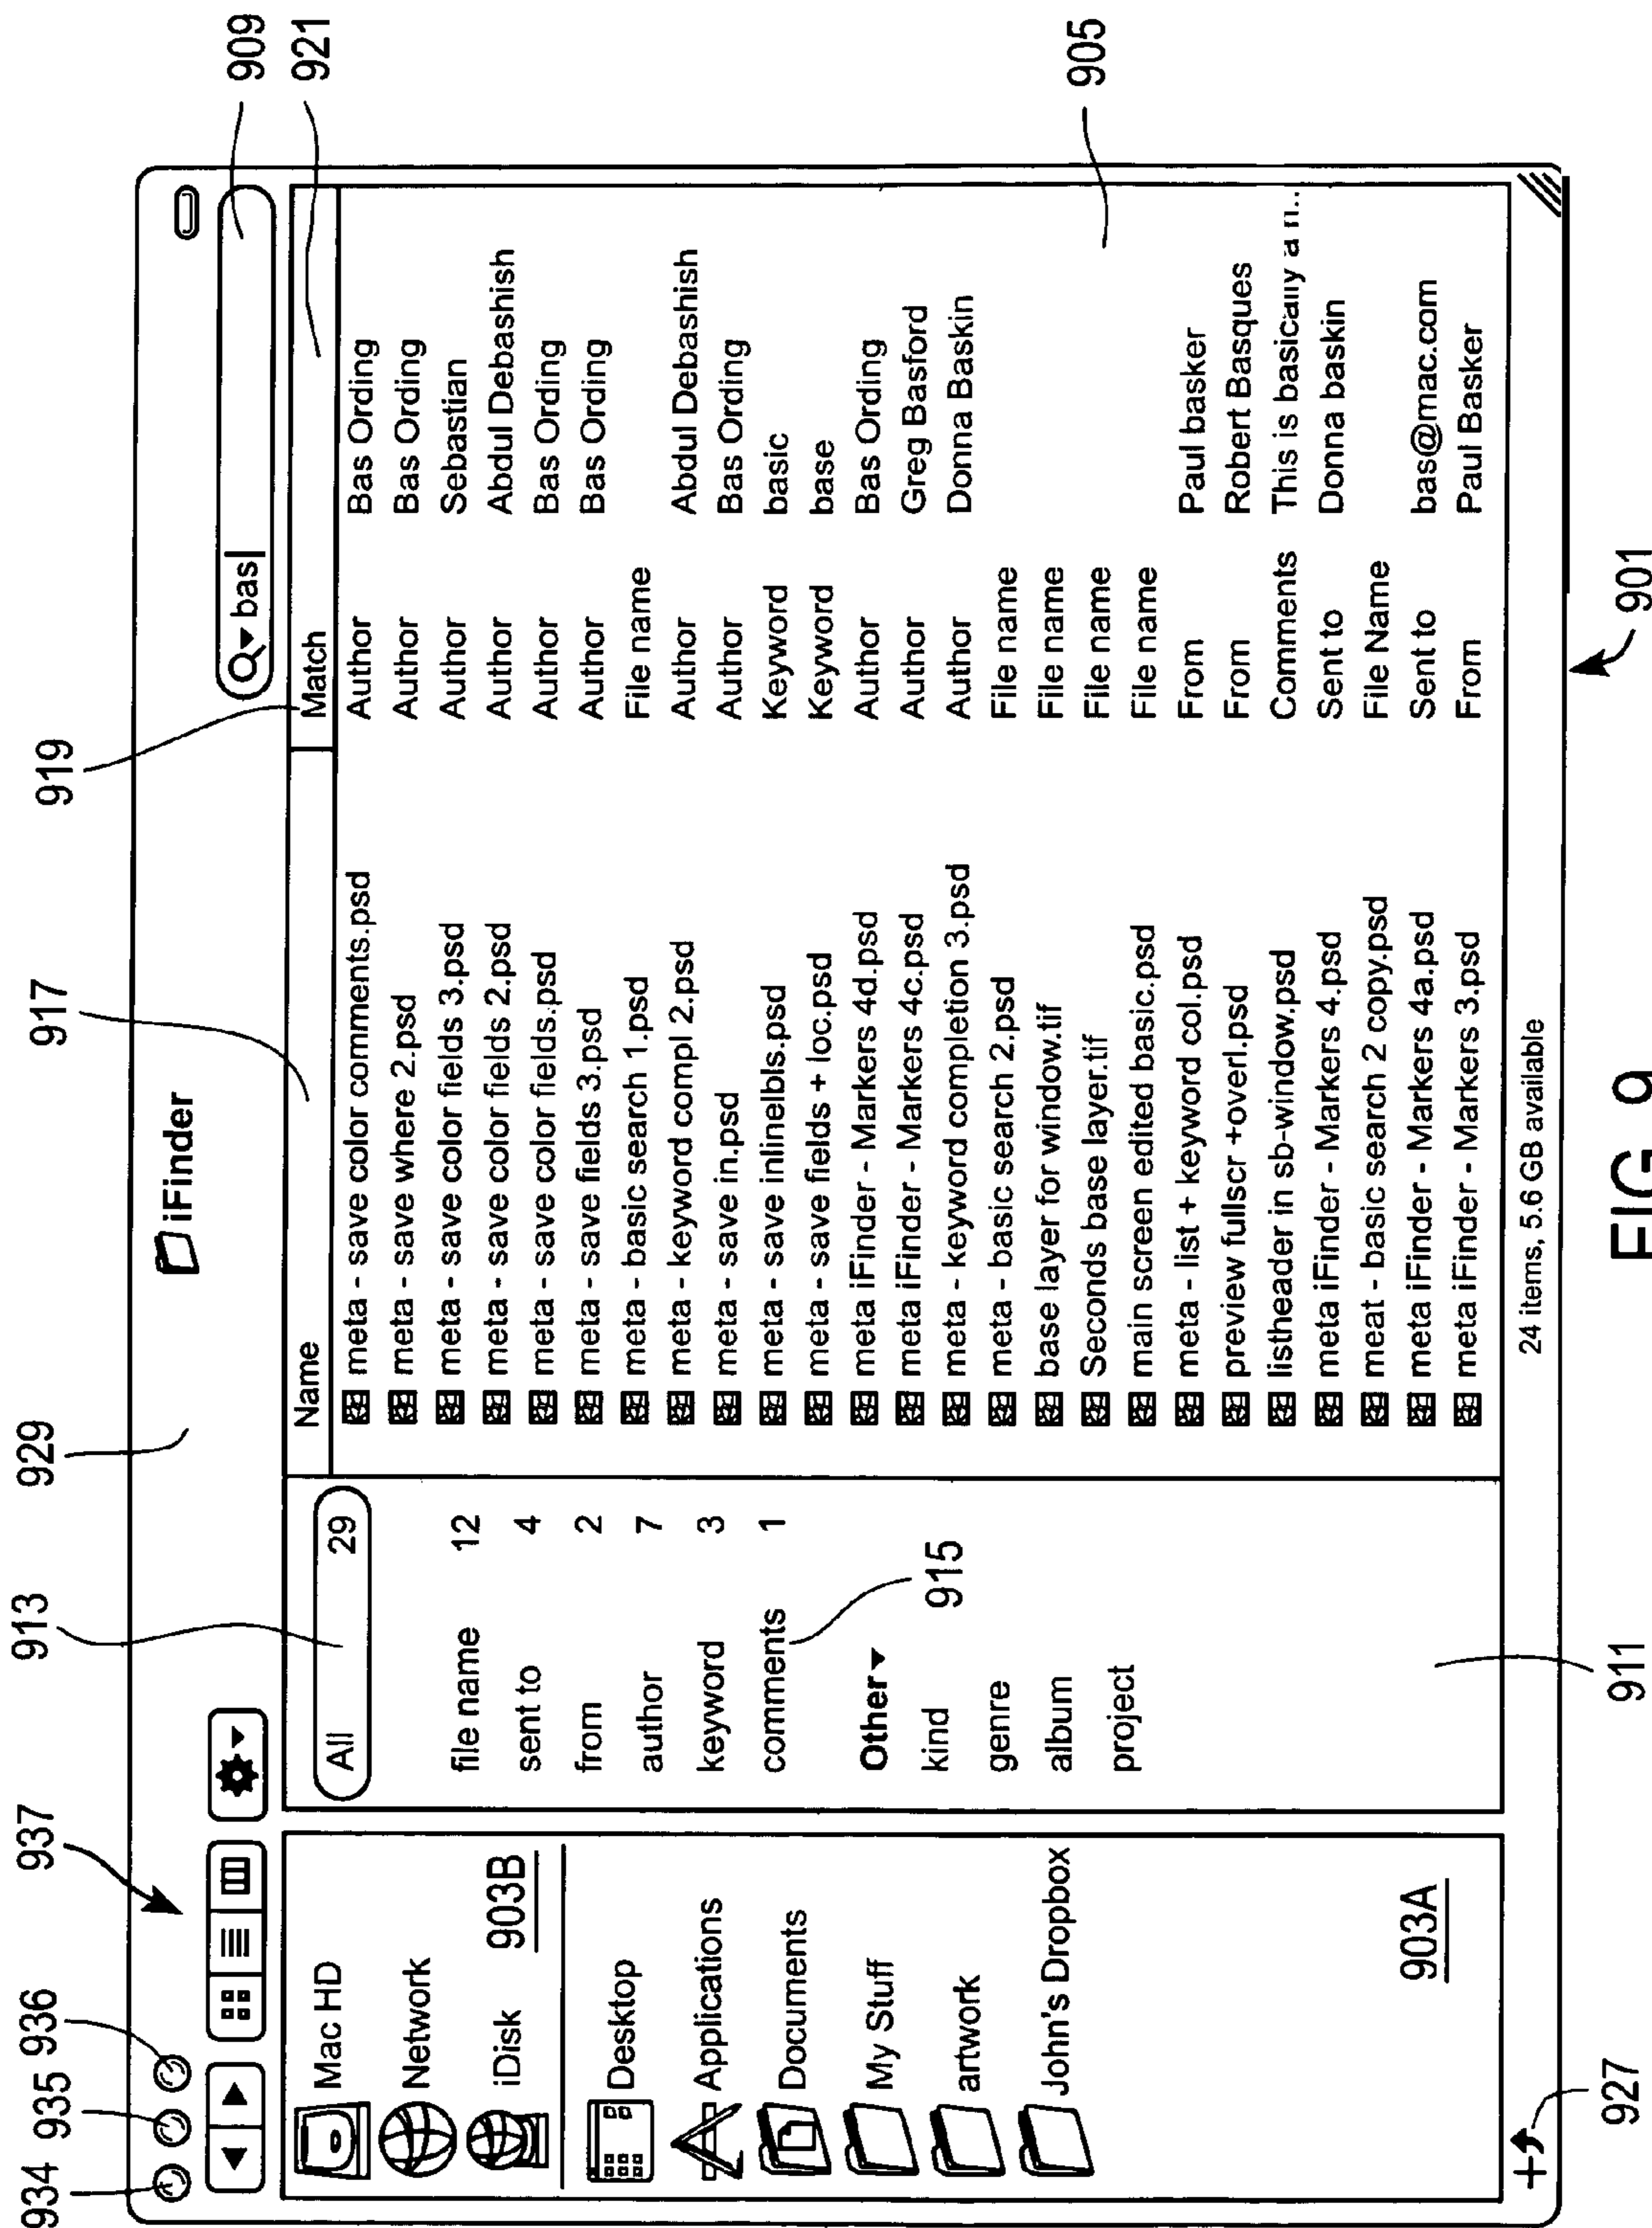 934 935 936 937 913 929 917 919
909
921
iFinder
bas
Mac HD
Network
iDisk
903B
Desktop
Applications
Documents
My Stuff
artwork
John's Dropbox
903A
All 29
file name 12
sent to 4
from 2
author 7
keyword 3
comments 1
915
Other
kind
genre
album
project
Name Match
meta - save color comments.psd Author Bas Ording
meta - save where 2.psd Author Bas Ording
meta - save color fields 3.psd Author Sebastian
meta - save color fields 2.psd Author Abdul Debashish
meta - save color fields.psd Author Bas Ording
meta - save fields 3.psd Author Bas Ording
meta - basic search 1.psd File name
meta - keyword compl 2.psd Author Abdul Debashish
meta - save in.psd Author Bas Ording
meta - save inlinelbls.psd Keyword basic
meta - save fields + loc.psd Keyword base
meta iFinder - Markers 4d.psd Author Bas Ording
meta iFinder - Markers 4c.psd Author Greg Basford
meta - keyword completion 3.psd Author Donna Baskin
meta - basic search 2.psd File name
base layer for window.tif File name
Seconds base layer.tif File name
main screen edited basic.psd File name
meta - list + keyword col.psd From Paul basker
preview fullscr +overl.psd From Robert Basques
listheader in sb-window.psd Comments This is basically a n..
meta iFinder - Markers 4.psd Sent to Donna baskin
meat - basic search 2 copy.psd File Name
meta iFinder - Markers 4a.psd Sent to bas@mac.com
meta iFinder - Markers 3.psd From Paul Basker
905
24 items, 5.6 GB available
927
911
901
FIG. 9